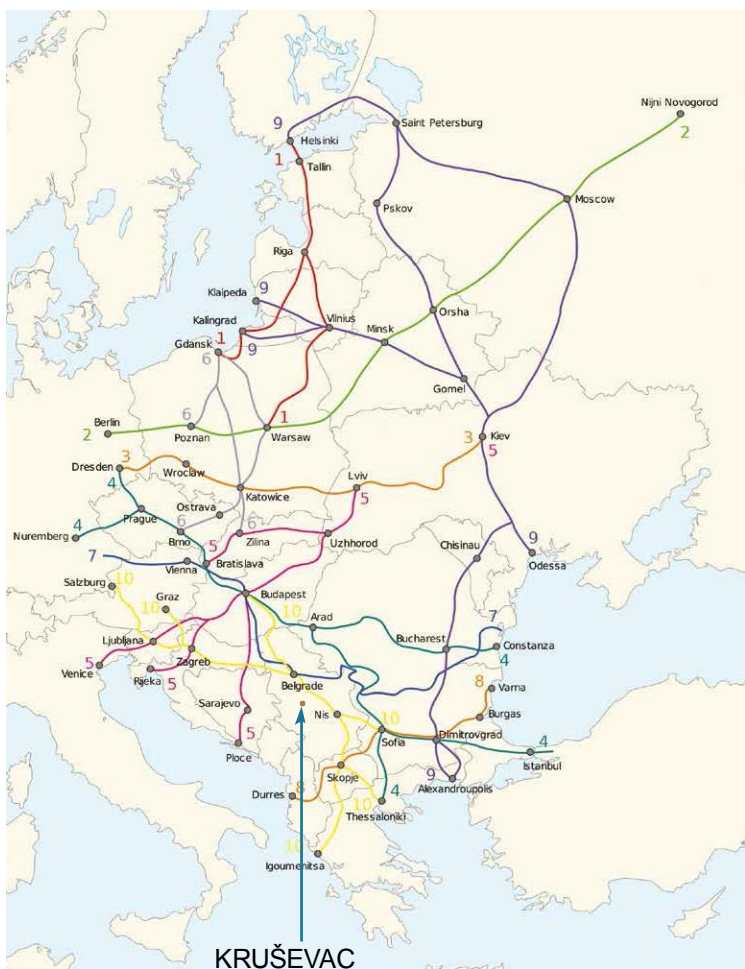 Nijni Novogorod
2
9
Saint Petersburg
Helsinki
1
Tallin
Moscow
Pskov
Riga
Klaipeda
9
Kalingrad
Vilnius
Orsha
Minsk
1
Gdansk
6
9
Gomel
Berlin
2
6
Poznan
1
Warsaw
3
Kiev
5
Dresden
3
Wroclaw
4
Lviv
5
Katowice
Prague
Ostrava
4
Nuremberg
6
Brno
6
Zilina
Uzhhorod
5
Chisinau
9
Odessa
7
Vienna
Bratislava
Salzburg
10
Budapest
Graz
10
10
Arad
7
Ljubljana
Bucharest
Constanza
4
Venice
5
Zagreb
Rijeka
5
Belgrade
8
Varna
Sarajevo
Nis
10
Burgas
Sofia
Dimitrovgrad
5
Ploce
4
Istanbul
Skopje
8
Durres
10
4
9
Alexandroupolis
Thessaloniki
10
Igoumenitsa
KRUŠEVAC